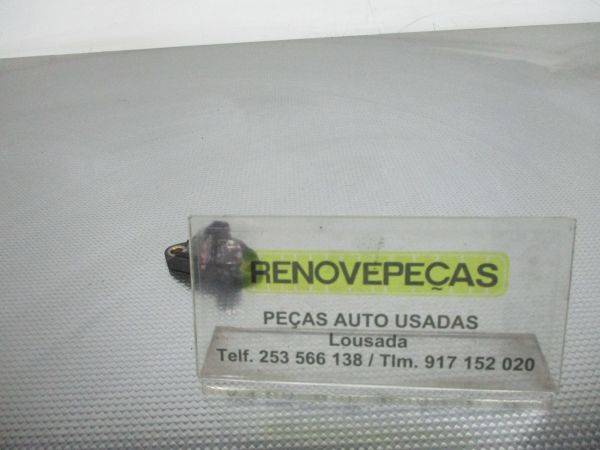 RENOVEPEÇAS
PEÇAS AUTO USADAS
Lousada
Telf. 253 566 138 / Tlm. 917 152 020